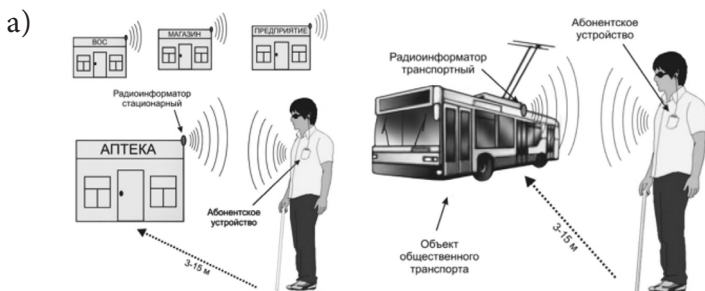 а)
ВОС
МАГАЗИН
ПРЕДПРИЯТИЕ
Радиоинформатор
стационарный
АПТЕКА
Абонентское
устройство
3-15 м
Радиоинформатор
транспортный
Абонентское
устройство
Объект
общественного
транспорта
3-15 м